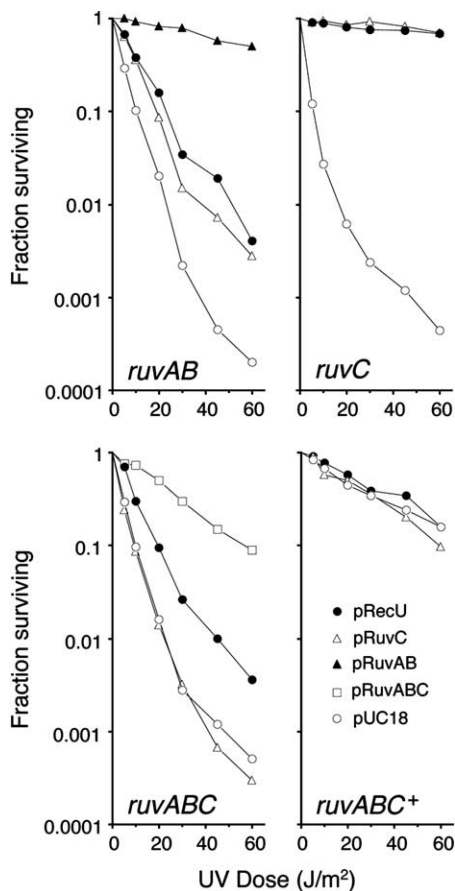 Fraction surviving
1
0.1
0.01
0.001
0.0001
0 20 40 60
ruvAB
0 20 40 60
ruvC
Fraction surviving
1
0.1
0.01
0.001
0.0001
0 20 40 60
ruvABC
1
0 20 40 60
pRecU
pRuvC
pRuvAB
pRuvABC
pUC18
ruvABC⁺
UV Dose (J/m²)